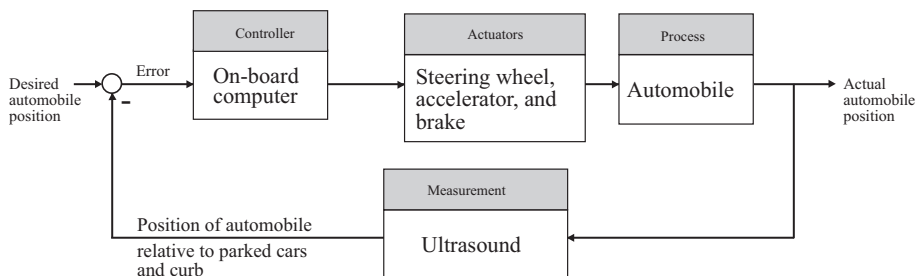 Controller
Actuators
Process
Desired
automobile
position
Error
On-board
computer
Steering wheel,
accelerator, and
brake
Automobile
Actual
automobile
position
-
Measurement
Position of automobile
relative to parked cars
and curb
Ultrasound